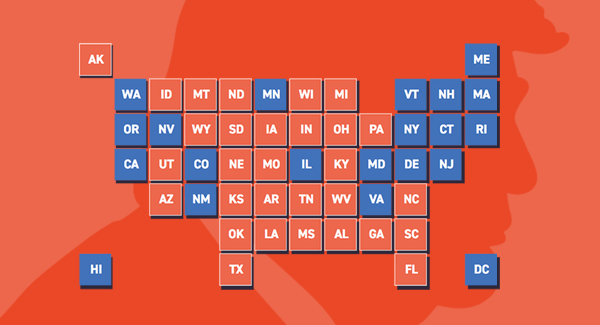 AK ME
WA ID MT ND MN WI MI VT NH MA
OR NV WY SD IA IN OH PA NY CT RI
CA UT CO NE MO IL KY MD DE NJ
AZ NM KS AR TN WV VA NC
OK LA MS AL GA SC
HI TX FL DC